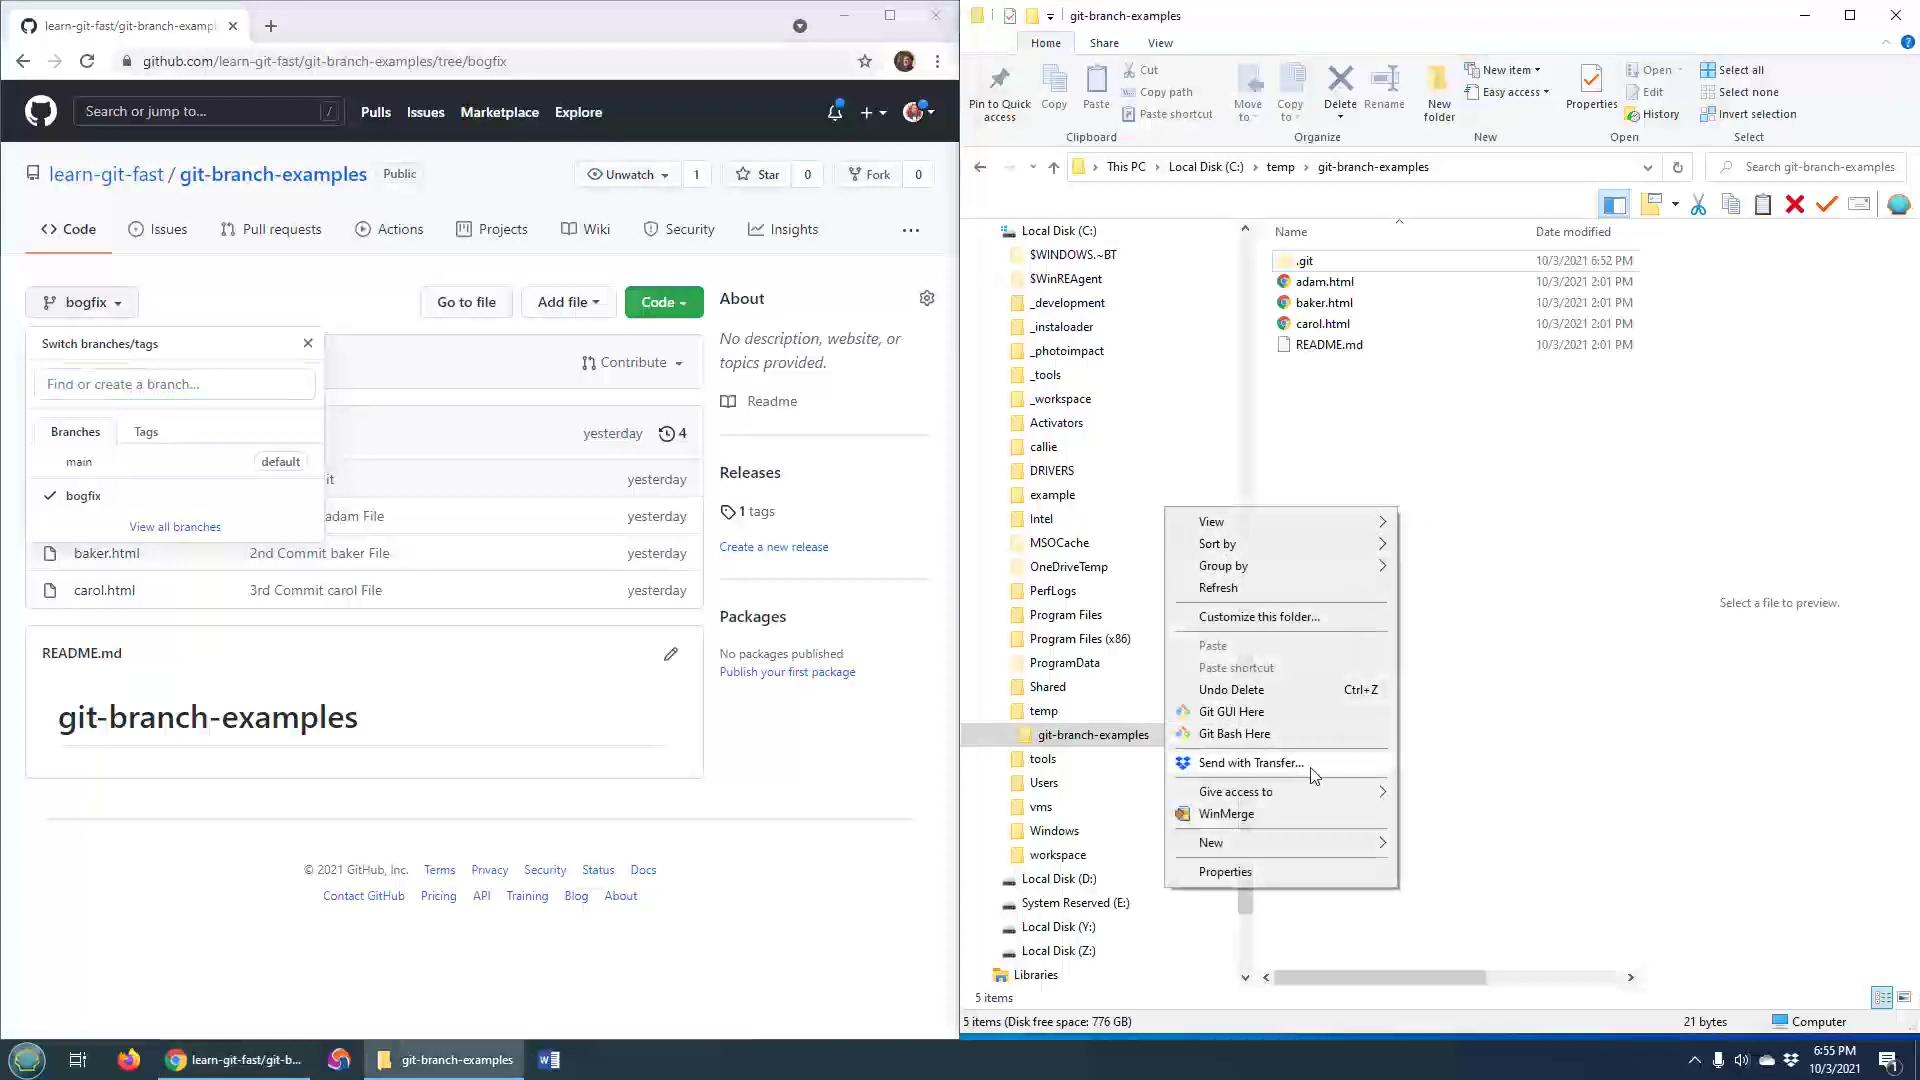 learn-git-fast/git-branch-examp
github.com/learn-git-fast/git-branch-examples/tree/bogfix
Search or jump to... /
Pulls Issues Marketplace Explore
learn-git-fast / git-branch-examples Public
Unwatch 1 Star 0 Fork 0
Code Issues Pull requests Actions Projects Wiki Security Insights ...
bogfix Go to file Add file Code
Switch branches/tags
Find or create a branch...
Branches Tags
main default
bogfix
View all branches
Contribute
yesterday 4
it yesterday
adam File yesterday
baker.html 2nd Commit baker File yesterday
carol.html 3rd Commit carol File yesterday
README.md
git-branch-examples
About
No description, website, or
topics provided.
Readme
Releases
1 tags
Create a new release
Packages
No packages published
Publish your first package
© 2021 GitHub, Inc. Terms Privacy Security Status Docs
Contact GitHub Pricing API Training Blog About
git-branch-examples
Home Share View
Pin to Quick
access
Copy
Paste
Cut
Copy path
Paste shortcut
Clipboard
Move
to
Copy
to
Delete
Rename
Organize
New
folder
New item
Easy access
New
Properties
Open
Edit
History
Open
Select all
Select none
Invert selection
Select
This PC Local Disk (C:) temp git-branch-examples
Search git-branch-examples
Local Disk (C:)
$WINDOWS.~BT
$WinREAgent
_development
_instaloader
_photoimpact
_tools
_workspace
Activators
callie
DRIVERS
example
Intel
MSOCache
OneDriveTemp
PerfLogs
Program Files
Program Files (x86)
ProgramData
Shared
temp
git-branch-examples
tools
Users
vms
Windows
workspace
Local Disk (D:)
System Reserved (E:)
Local Disk (Y:)
Local Disk (Z:)
Libraries
Name Date modified
.git 10/3/2021 6:52 PM
adam.html 10/3/2021 2:01 PM
baker.html 10/3/2021 2:01 PM
carol.html 10/3/2021 2:01 PM
README.md 10/3/2021 2:01 PM
View
Sort by
Group by
Refresh
Customize this folder...
Paste
Paste shortcut
Undo Delete Ctrl+Z
Git GUI Here
Git Bash Here
Send with Transfer...
Give access to
WinMerge
New
Properties
Select a file to preview.
5 items
5 items (Disk free space: 776 GB) 21 bytes Computer
learn-git-fast/git-b...
git-branch-examples
6:55 PM
10/3/2021
1